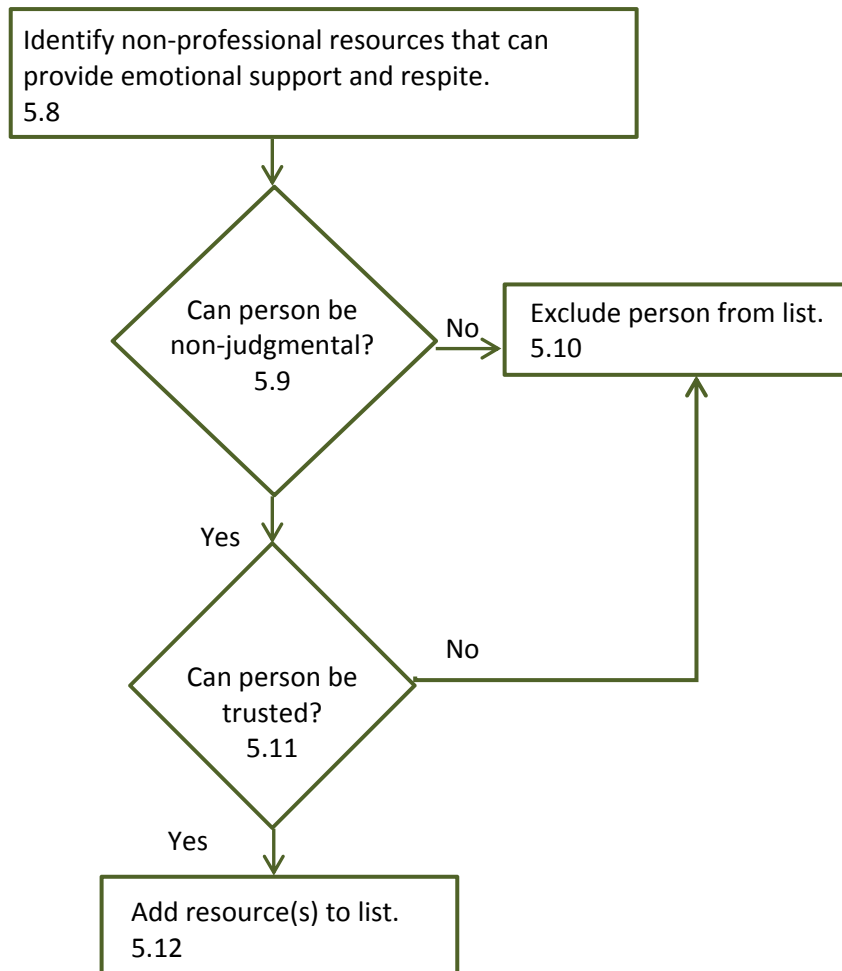 Identify non-professional resources that can
provide emotional support and respite.
5.8
Can person be
non-judgmental?
5.9
No
Exclude person from list.
5.10
Yes
Can person be
trusted?
5.11
No
Yes
Add resource(s) to list.
5.12